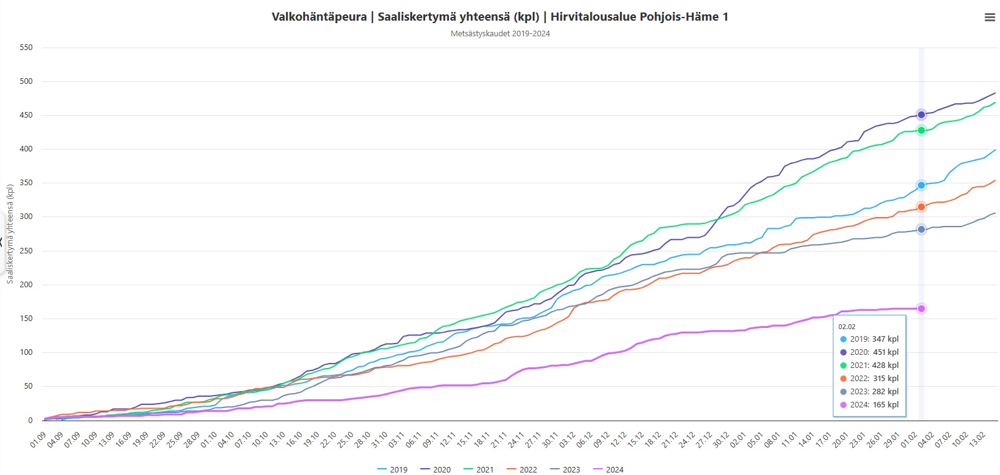 Valkohäntäpeura | Saaliskertymä yhteensä (kpl) | Hirvitalousalue Pohjois-Häme 1
Metsästyskaudet 2019-2024
Saaliskertymä yhteensä (kpl)
550
500
450
400
350
300
250
200
150
100
50
0
02.02
2019: 347 kpl
2020: 451 kpl
2021: 428 kpl
2022: 315 kpl
2023: 282 kpl
2024: 165 kpl
01.09 04.09 07.09 10.09 13.09 16.09 19.09 22.09 25.09 28.09 01.10 04.10 07.10 10.10 13.10 16.10 19.10 22.10 25.10 28.10 31.10 03.11 06.11 09.11 12.11 15.11 18.11 21.11 24.11 27.11 30.11 03.12 06.12 09.12 12.12 15.12 18.12 21.12 24.12 27.12 30.12 02.01 05.01 08.01 11.01 14.01 17.01 20.01 23.01 26.01 29.01 01.02 04.02 07.02 10.02 13.02
2019 2020 2021 2022 2023 2024